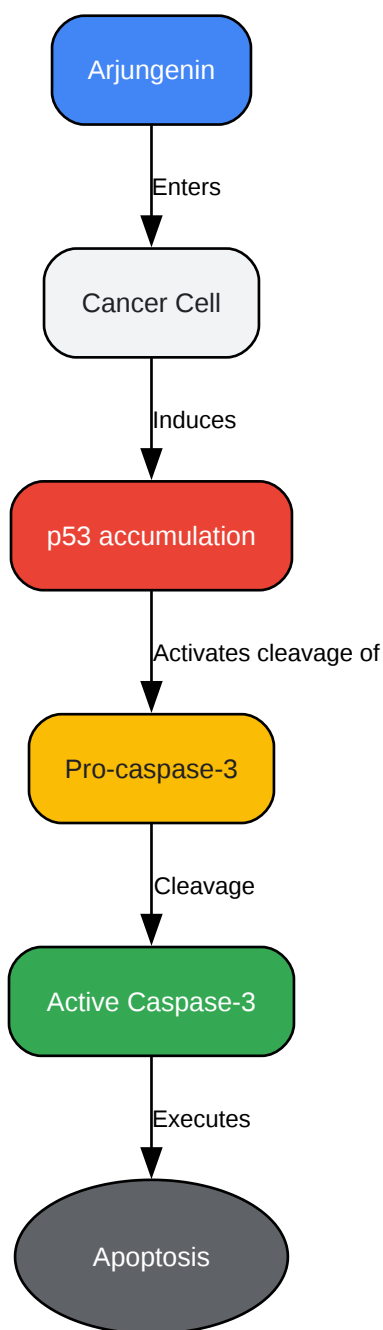 Arjungenin
Enters
Cancer Cell
Induces
p53 accumulation
Activates cleavage of
Pro-caspase-3
Cleavage
Active Caspase-3
Executes
Apoptosis